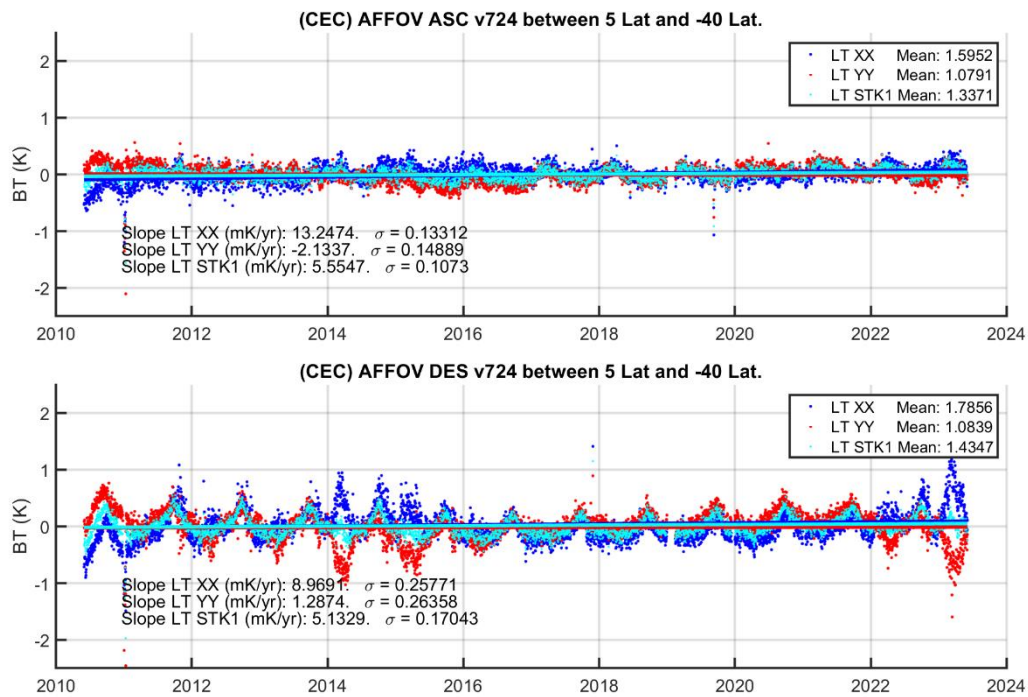 (CEC) AFFOV ASC v724 between 5 Lat and -40 Lat.
2
1
0
-1
-2
BT (K)
LT XX Mean: 1.5952
LT YY Mean: 1.0791
LT STK1 Mean: 1.3371
Slope LT XX (mK/yr): 13.2474. σ = 0.13312
Slope LT YY (mK/yr): -2.1337. σ = 0.14889
Slope LT STK1 (mK/yr): 5.5547. σ = 0.1073
2010 2012 2014 2016 2018 2020 2022 2024
(CEC) AFFOV DES v724 between 5 Lat and -40 Lat.
2
1
0
-1
-2
BT (K)
LT XX Mean: 1.7856
LT YY Mean: 1.0839
LT STK1 Mean: 1.4347
Slope LT XX (mK/yr): 8.9691. σ = 0.25771
Slope LT YY (mK/yr): 1.2874. σ = 0.26358
Slope LT STK1 (mK/yr): 5.1329. σ = 0.17043
2010 2012 2014 2016 2018 2020 2022 2024